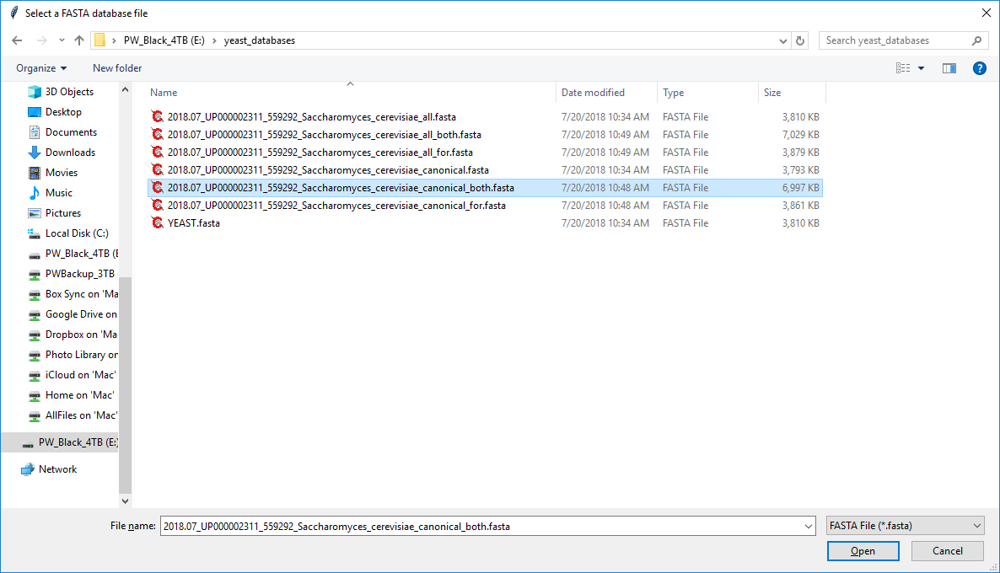 Select a FASTA database file
PW_Black_4TB (E:) yeast_databases
Search yeast_databases
Organize New folder
3D Objects
Desktop
Documents
Downloads
Movies
Music
Pictures
Local Disk (C:)
PW_Black_4TB (E
PWBackup_3TB
Box Sync on 'Ma
Google Drive on
Dropbox on 'Ma
Photo Library on
iCloud on 'Mac'
Home on 'Mac'
AllFiles on 'Mac'
PW_Black_4TB (E:)
Network
Name Date modified Type Size
2018.07_UP000002311_559292_Saccharomyces_cerevisiae_all.fasta 7/20/2018 10:34 AM FASTA File 3,810 KB
2018.07_UP000002311_559292_Saccharomyces_cerevisiae_all_both.fasta 7/20/2018 10:49 AM FASTA File 7,029 KB
2018.07_UP000002311_559292_Saccharomyces_cerevisiae_all_for.fasta 7/20/2018 10:49 AM FASTA File 3,879 KB
2018.07_UP000002311_559292_Saccharomyces_cerevisiae_canonical.fasta 7/20/2018 10:34 AM FASTA File 3,793 KB
2018.07_UP000002311_559292_Saccharomyces_cerevisiae_canonical_both.fasta 7/20/2018 10:48 AM FASTA File 6,997 KB
2018.07_UP000002311_559292_Saccharomyces_cerevisiae_canonical_for.fasta 7/20/2018 10:48 AM FASTA File 3,861 KB
YEAST.fasta 7/20/2018 10:34 AM FASTA File 3,810 KB
File name: 2018.07_UP000002311_559292_Saccharomyces_cerevisiae_canonical_both.fasta FASTA File (*.fasta)
Open Cancel